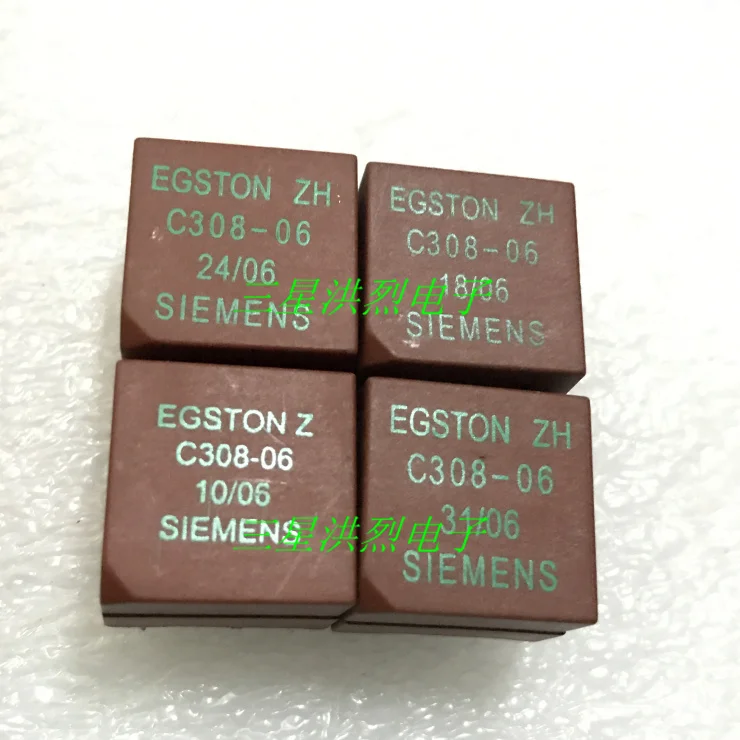 EGSTON ZH
C308-06
24/06
SIEMENS
EGSTON ZH
C308-06
18/06
SIEMENS
三星洪烈电子
EGSTON Z
C308-06
10/06
SIEMENS
EGSTON ZH
C308-06
31/06
SIEMENS
三星洪烈电子